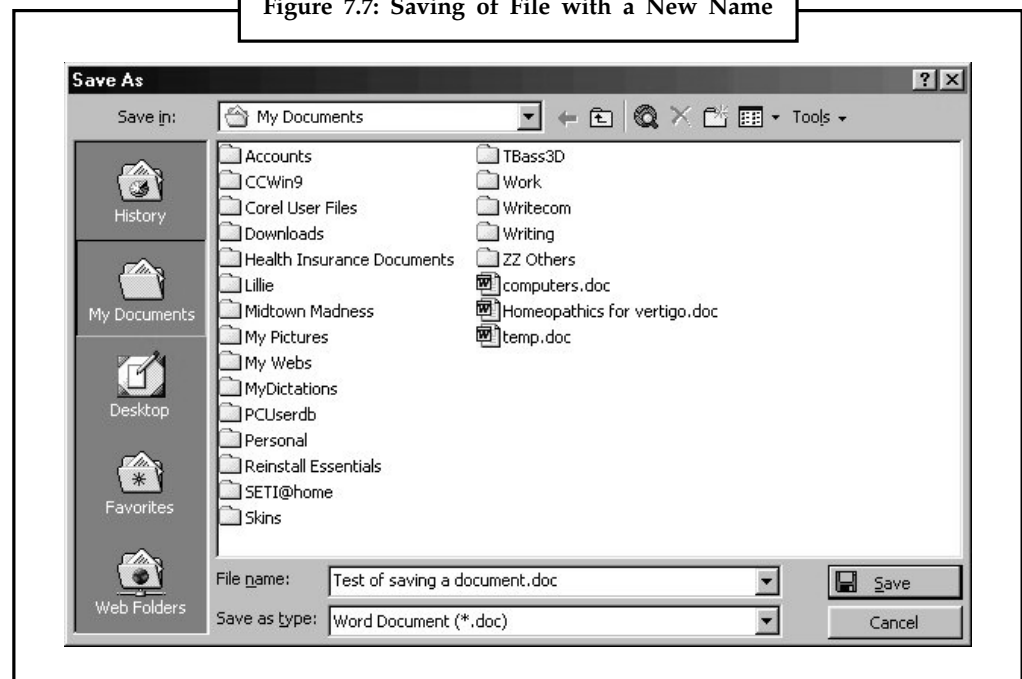 Figure 7.7: Saving of File with a New Name
Save As
Save in:
My Documents
Tools
History
My Documents
Desktop
Favorites
Web Folders
Accounts
CCWin9
Corel User Files
Downloads
Health Insurance Documents
Lillie
Midtown Madness
My Pictures
My Webs
MyDictations
PCUserdb
Personal
Reinstall Essentials
SETI@home
Skins
TBass3D
Work
Writecom
Writing
ZZ Others
computers.doc
Homeopathics for vertigo.doc
temp.doc
File name:
Test of saving a document.doc
Save
Save as type:
Word Document (*.doc)
Cancel